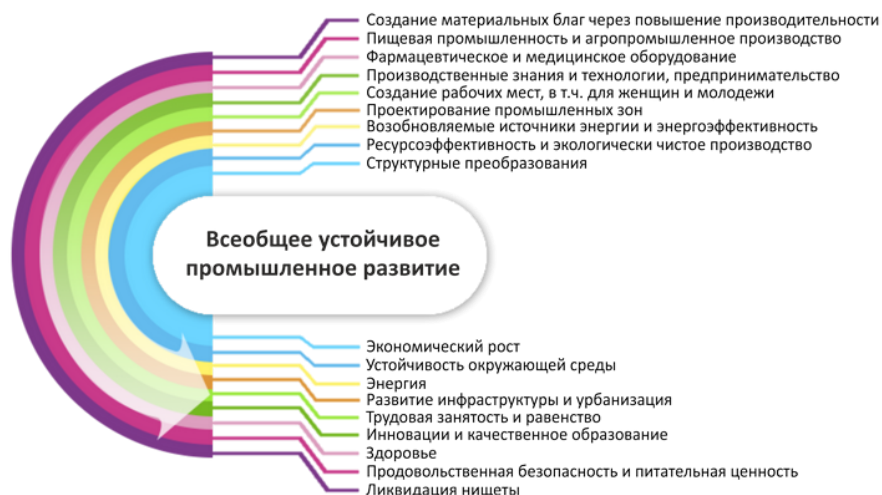 Создание материальных благ через повышение производительности
Пищевая промышленность и агропромышленное производство
Фармацевтическое и медицинское оборудование
Производственные знания и технологии, предпринимательство
Создание рабочих мест, в т.ч. для женщин и молодежи
Проектирование промышленных зон
Возобновляемые источники энергии и энергоэффективность
Ресурсоэффективность и экологически чистое производство
Структурные преобразования
Всеобщее устойчивое
промышленное развитие
Экономический рост
Устойчивость окружающей среды
Энергия
Развитие инфраструктуры и урбанизация
Трудовая занятость и равенство
Инновации и качественное образование
Здоровье
Продовольственная безопасность и питательная ценность
Ликвидация нищеты